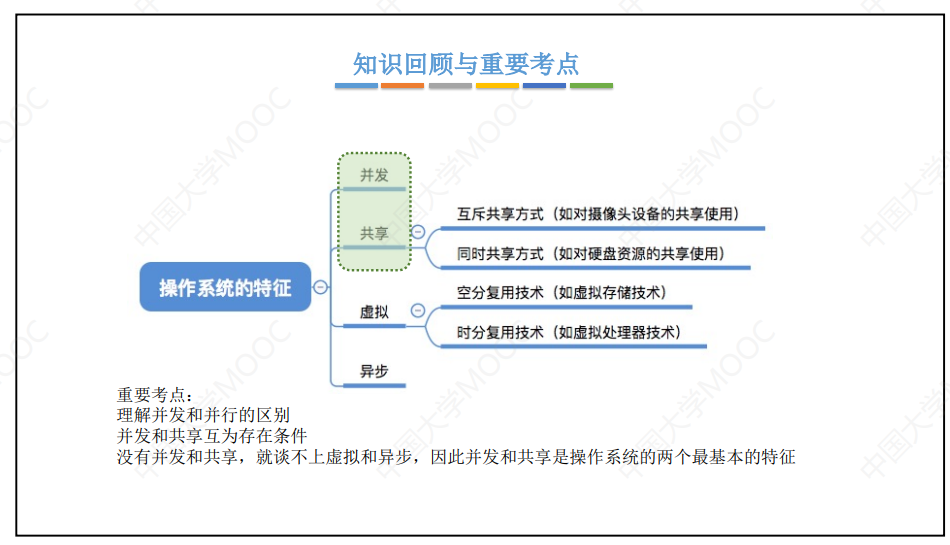 知识回顾与重要考点
并发
共享
互斥共享方式（如对摄像头设备的共享使用）
同时共享方式（如对硬盘资源的共享使用）
操作系统的特征
虚拟
空分复用技术（如虚拟存储技术）
时分复用技术（如虚拟处理器技术）
异步
重要考点：
理解并发和并行的区别
并发和共享互为存在条件
没有并发和共享，就谈不上虚拟和异步，因此并发和共享是操作系统的两个最基本的特征
中国大学MOOC